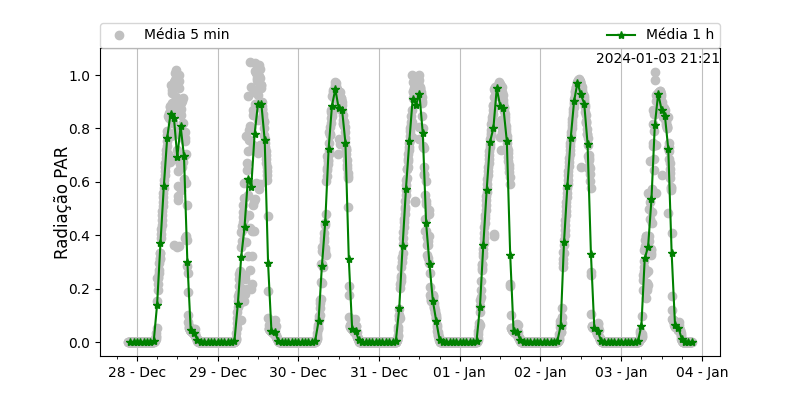 Média 5 min
Média 1 h
2024-01-03 21:21
Radiação PAR
1.0
0.8
0.6
0.4
0.2
0.0
28 - Dec
29 - Dec
30 - Dec
31 - Dec
01 - Jan
02 - Jan
03 - Jan
04 - Jan